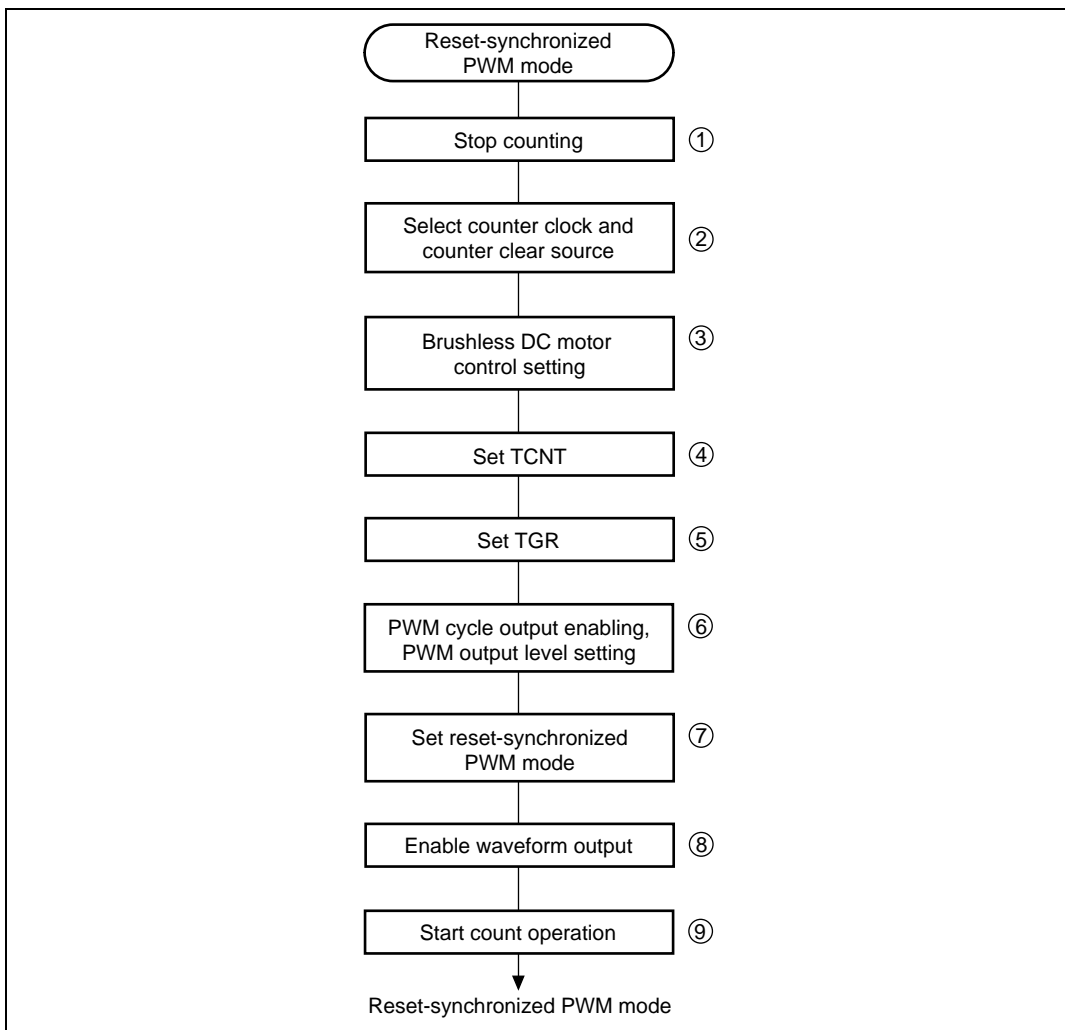 Reset-synchronized
PWM mode
Stop counting
①
Select counter clock and
counter clear source
②
Brushless DC motor
control setting
③
Set TCNT
④
Set TGR
⑤
PWM cycle output enabling,
PWM output level setting
⑥
Set reset-synchronized
PWM mode
⑦
Enable waveform output
⑧
Start count operation
⑨
Reset-synchronized PWM mode